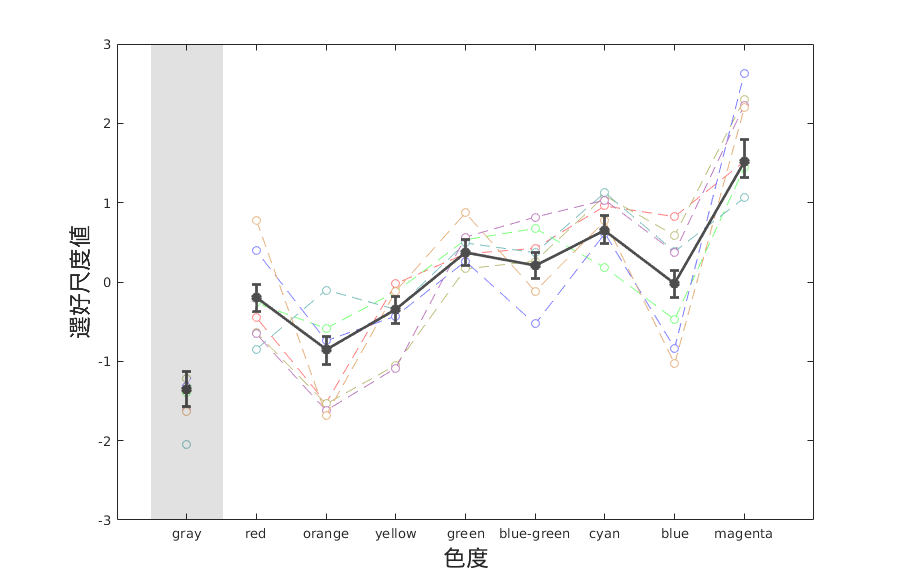 3
2
1
0
-1
-2
-3
選好尺度値
gray red orange yellow green blue-green cyan blue magenta
色度